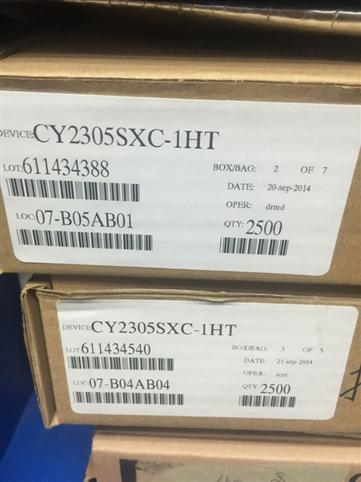 DEVICE: CY2305SXC-1HT
LOT: 611434388
BOX/BAG: 2 OF 7
DATE: 20-sep-2014
OPER: drmd
LOC: 07-B05AB01
QTY: 2500
DEVICE: CY2305SXC-1HT
LOT: 611434540
BOX/BAG: 3 OF 5
DATE: 21-sep-2014
OPER:
LOC: 07-B04AB04
QTY: 2500